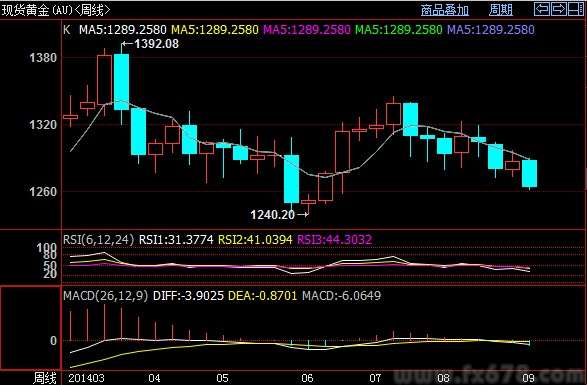 现货黄金(AU)<周线> 商品叠加 周期
K MA5:1289.2580 MA5:1289.2580 MA5:1289.2580 MA5:1289.2580 MA5:1289.2580
1392.08
1380
1320
1260
1240.20
RSI(6,12,24) RSI1:31.3774 RSI2:41.0394 RSI3:44.3032
100
80
50
20
MACD(26,12,9) DIFF:-3.9025 DEA:-0.8701 MACD:-6.0649
0
www.fx678.com
周线 201403 04 05 06 07 08 09